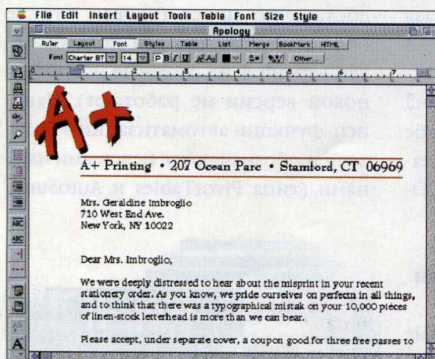 File Edit Insert Layout Tools Table Font Size Style
Apology
Ruler Layout Font Styles Table List Merge BookMark HTML
Font Charter BT 14 P B I U Other...
A+
A+ Printing • 207 Ocean Parc • Stamford, CT 06969
Mrs. Geraldine Imbroglio
710 West End Ave.
New York, NY 10022
Dear Mrs. Imbroglio,
We were deeply distressed to hear about the misprint in your recent
stationery order. As you know, we pride ourselves on perfectn in all things,
and to think that there was a typographical mistak on your 10,000 pieces
of linen-stock letterhead is more than we can bear.
Please accept, under separate cover, a coupon good for three free passes to